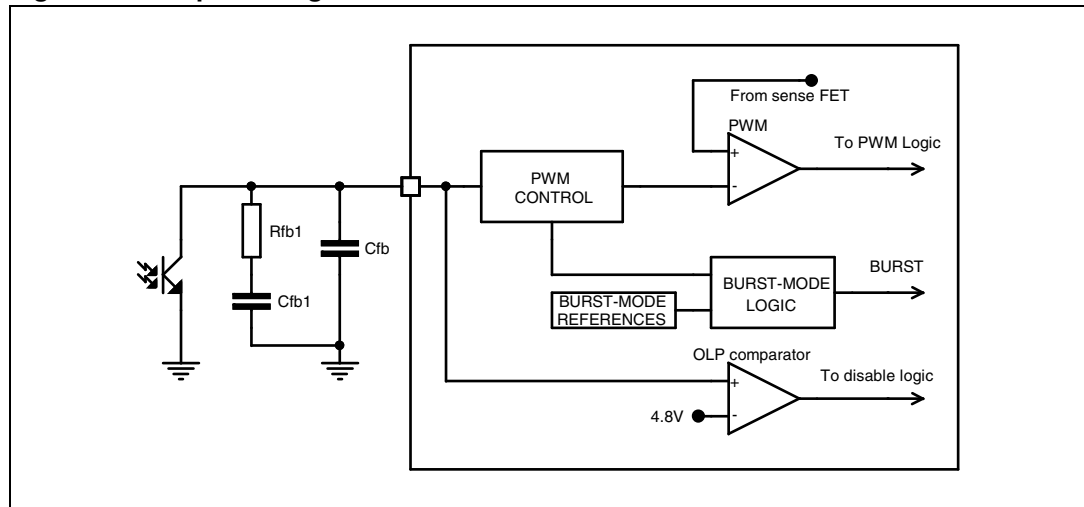 From sense FET
PWM
+
-
To PWM Logic
PWM
CONTROL
Rfb1
Cfb
Cfb1
BURST
BURST-MODE
LOGIC
BURST-MODE
REFERENCES
OLP comparator
+
-
4.8V
To disable logic